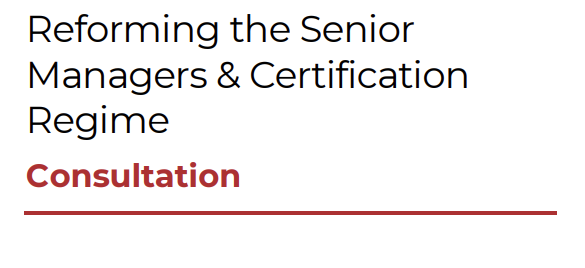 Reforming the Senior
Managers & Certification
Regime
Consultation